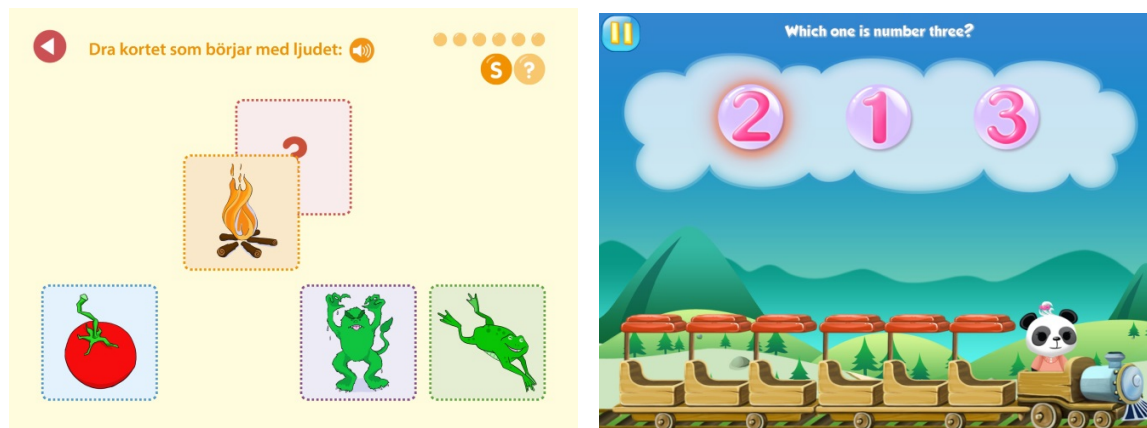 Dra kortet som börjar med ljudet:
S ?
?
Which one is number three?
2 1 3